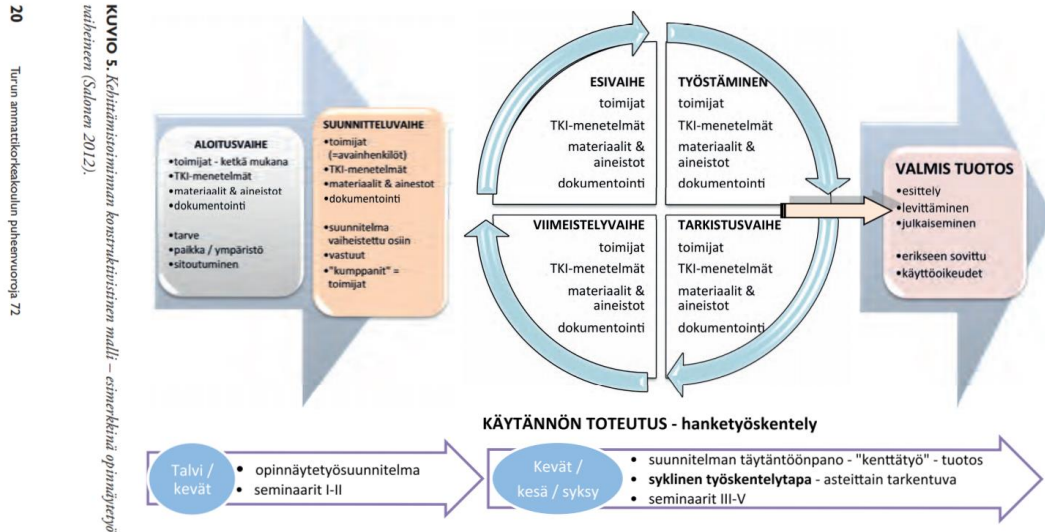 KUVIO 5. Kehittämistoiminnan konstruktivistinen malli – esimerkkinä opinnäytetyö
vaiheineen (Salonen 2012).
20 Turun ammattikorkeakoulun puheenvuoroja 72
ALOITUSVAIHE
•toimijat - ketkä mukana
•TKI-menetelmät
•materiaalit & aineistot
•dokumentointi
•tarve
•paikka / ympäristö
•sitoutuminen
SUUNNITTELUVAIHE
•toimijat
(=avainhenkilöt)
•TKI-menetelmät
•materiaalit & ainestot
•dokumentointi
•suunnitelma
vaiheistettu osiin
•vastuut
•"kumppanit" =
toimijat
ESIVAIHE
toimijat
TKI-menetelmät
materiaalit &
aineistot
dokumentointi
TYÖSTÄMINEN
toimijat
TKI-menetelmät
materiaalit &
aineistot
dokumentointi
VIIMEISTELYVAIHE
toimijat
TKI-menetelmät
materiaalit &
aineistot
dokumentointi
TARKISTUSVAIHE
toimijat
TKI-menetelmät
materiaalit &
aineistot
dokumentointi
VALMIS TUOTOS
•esittely
•levittäminen
•julkaiseminen
•erikseen sovittu
•käyttöoikeudet
KÄYTÄNNÖN TOTEUTUS - hanketyöskentely
Talvi /
kevät
• opinnäytetyösuunnitelma
• seminaarit I-II
Kevät /
kesä / syksy
• suunnitelman täytäntöönpano - "kenttätyö" - tuotos
• syklinen työskentelytapa - asteittain tarkentuva
• seminaarit III-V